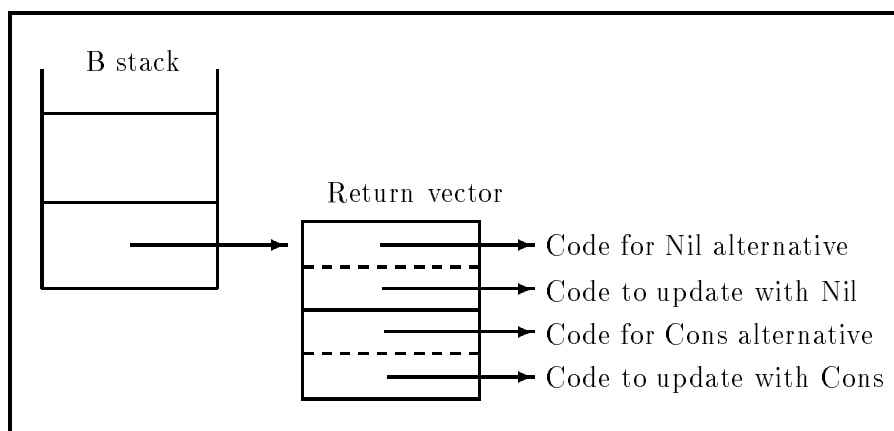 B stack
Return vector
Code for Nil alternative
Code to update with Nil
Code for Cons alternative
Code to update with Cons